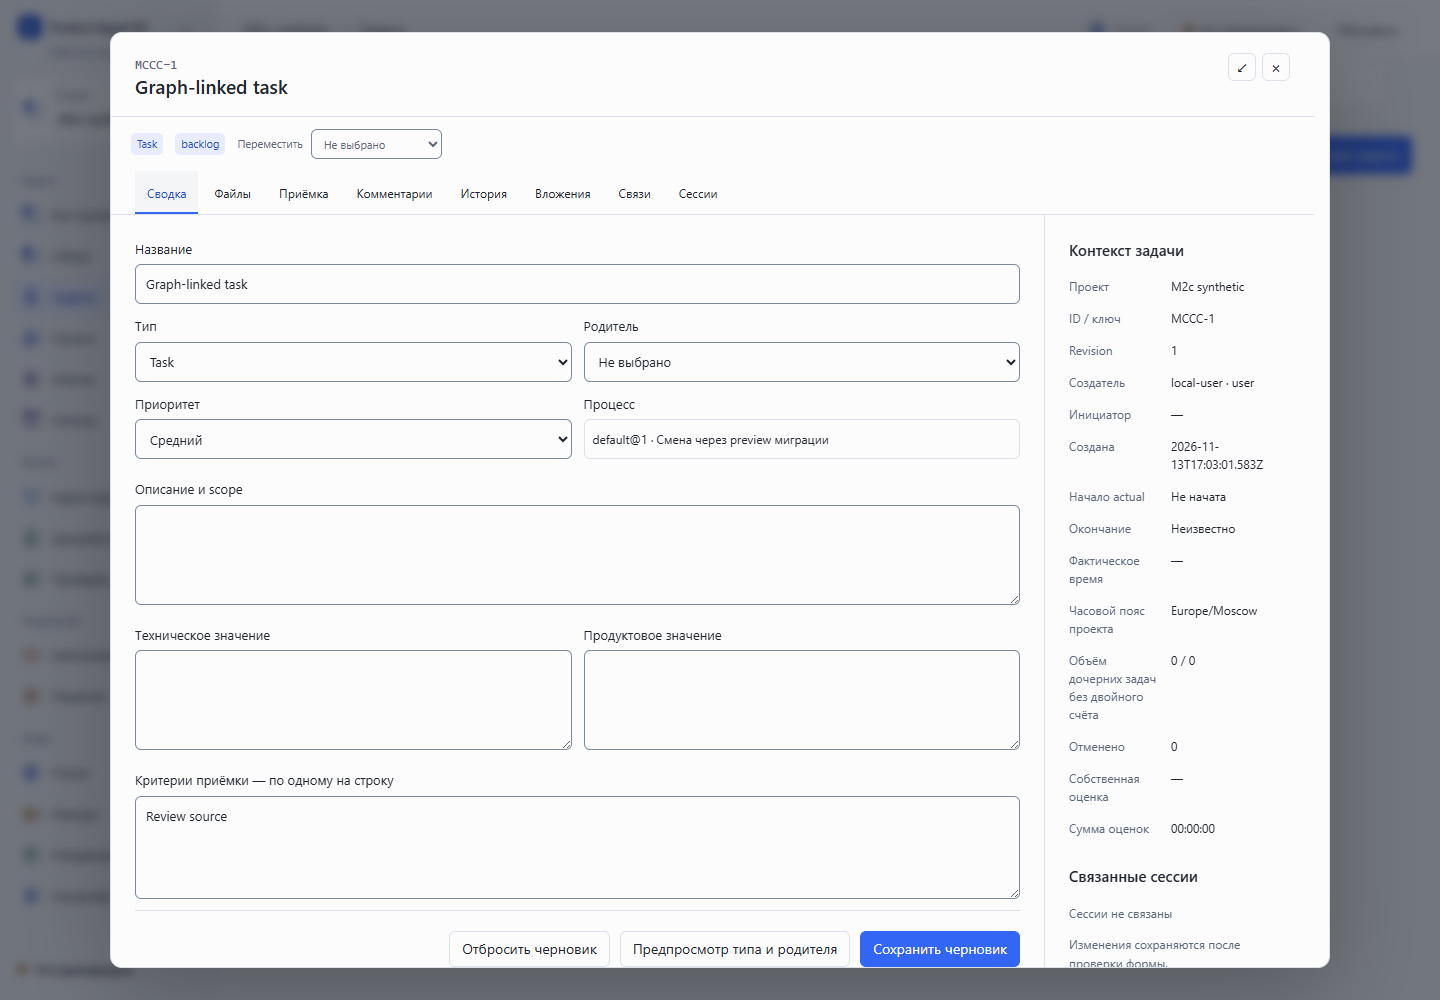 MCCC-1
Graph-linked task
Task
backlog
Переместить
Не выбрано
Сводка
Файлы
Приёмка
Комментарии
История
Вложения
Связи
Сессии
Название
Graph-linked task
Тип
Родитель
Task
Не выбрано
Приоритет
Процесс
Средний
default@1 · Смена через preview миграции
Описание и scope
Техническое значение
Продуктовое значение
Критерии приёмки — по одному на строку
Review source
Отбросить черновик
Предпросмотр типа и родителя
Сохранить черновик
Контекст задачи
Проект
M2c synthetic
ID / ключ
MCCC-1
Revision
1
Создатель
local-user · user
Инициатор
—
Создана
2026-11-
13T17:03:01.583Z
Начало actual
Не начата
Окончание
Неизвестно
Фактическое
время
—
Часовой пояс
проекта
Europe/Moscow
Объём
дочерних задач
без двойного
счёта
0 / 0
Отменено
0
Собственная
оценка
—
Сумма оценок
00:00:00
Связанные сессии
Сессии не связаны
Изменения сохраняются после
проверки формы.